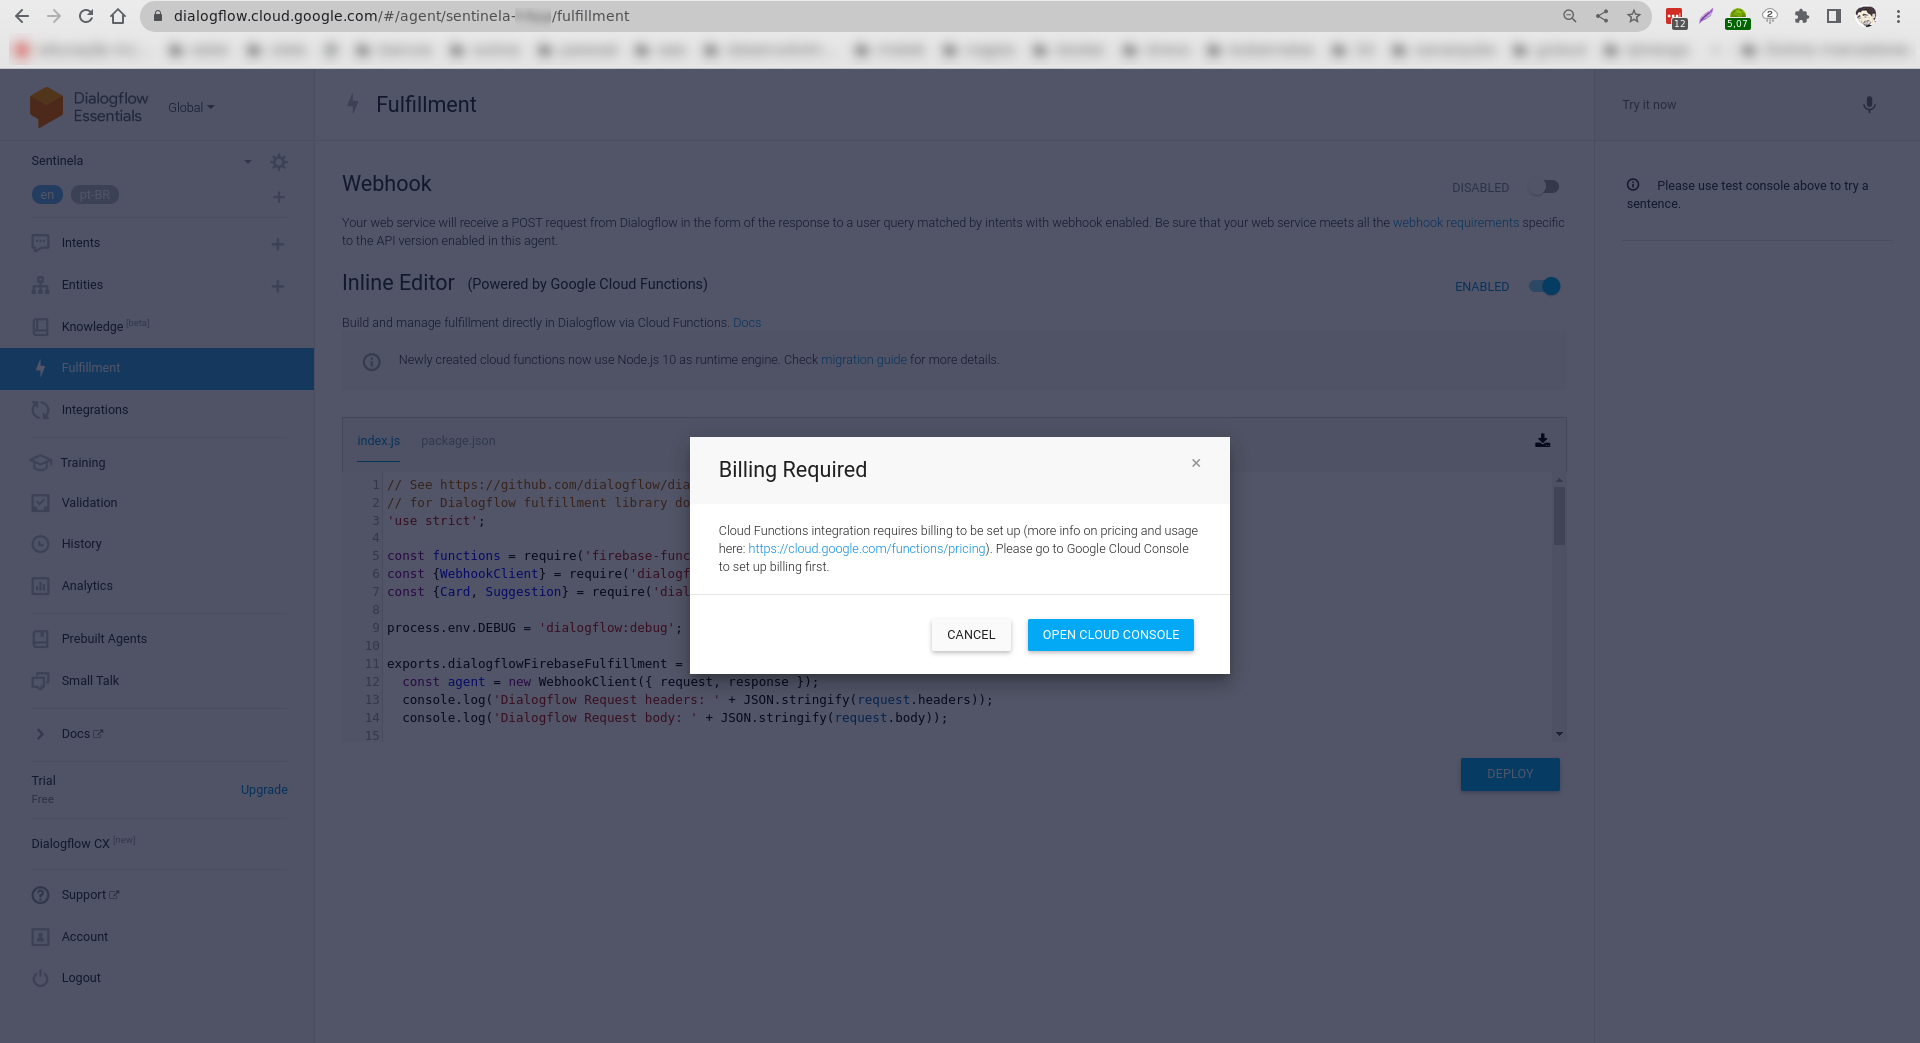 dialogflow.cloud.google.com/#/agent/sentinela-
/fulfillment
12
5,07
2
Dialogflow
Essentials
Global
Fulfillment
Try it now
Sentinela
en
pt-BR
Intents
Entities
Knowledge [beta]
Fulfillment
Integrations
Training
Validation
History
Analytics
Prebuilt Agents
Small Talk
Docs
Trial
Free
Upgrade
Dialogflow CX [new]
Support
Account
Logout
Webhook
DISABLED
Your web service will receive a POST request from Dialogflow in the form of the response to a user query matched by intents with webhook enabled. Be sure that your web service meets all the webhook requirements specific
to the API version enabled in this agent.
Inline Editor (Powered by Google Cloud Functions)
ENABLED
Build and manage fulfillment directly in Dialogflow via Cloud Functions. Docs
Newly created cloud functions now use Node.js 10 as runtime engine. Check migration guide for more details.
index.js
package.json
1 // See https://github.com/dialogflow/dia
2 // for Dialogflow fulfillment library do
3 'use strict';
4
5 const functions = require('firebase-func
6 const {WebhookClient} = require('dialogf
7 const {Card, Suggestion} = require('dial
8
9 process.env.DEBUG = 'dialogflow:debug';
10
11 exports.dialogflowFirebaseFulfillment =
12 const agent = new WebhookClient({ request, response });
13 console.log('Dialogflow Request headers: ' + JSON.stringify(request.headers));
14 console.log('Dialogflow Request body: ' + JSON.stringify(request.body));
15
DEPLOY
Billing Required
×
Cloud Functions integration requires billing to be set up (more info on pricing and usage
here: https://cloud.google.com/functions/pricing). Please go to Google Cloud Console
to set up billing first.
CANCEL
OPEN CLOUD CONSOLE
Please use test console above to try a
sentence.